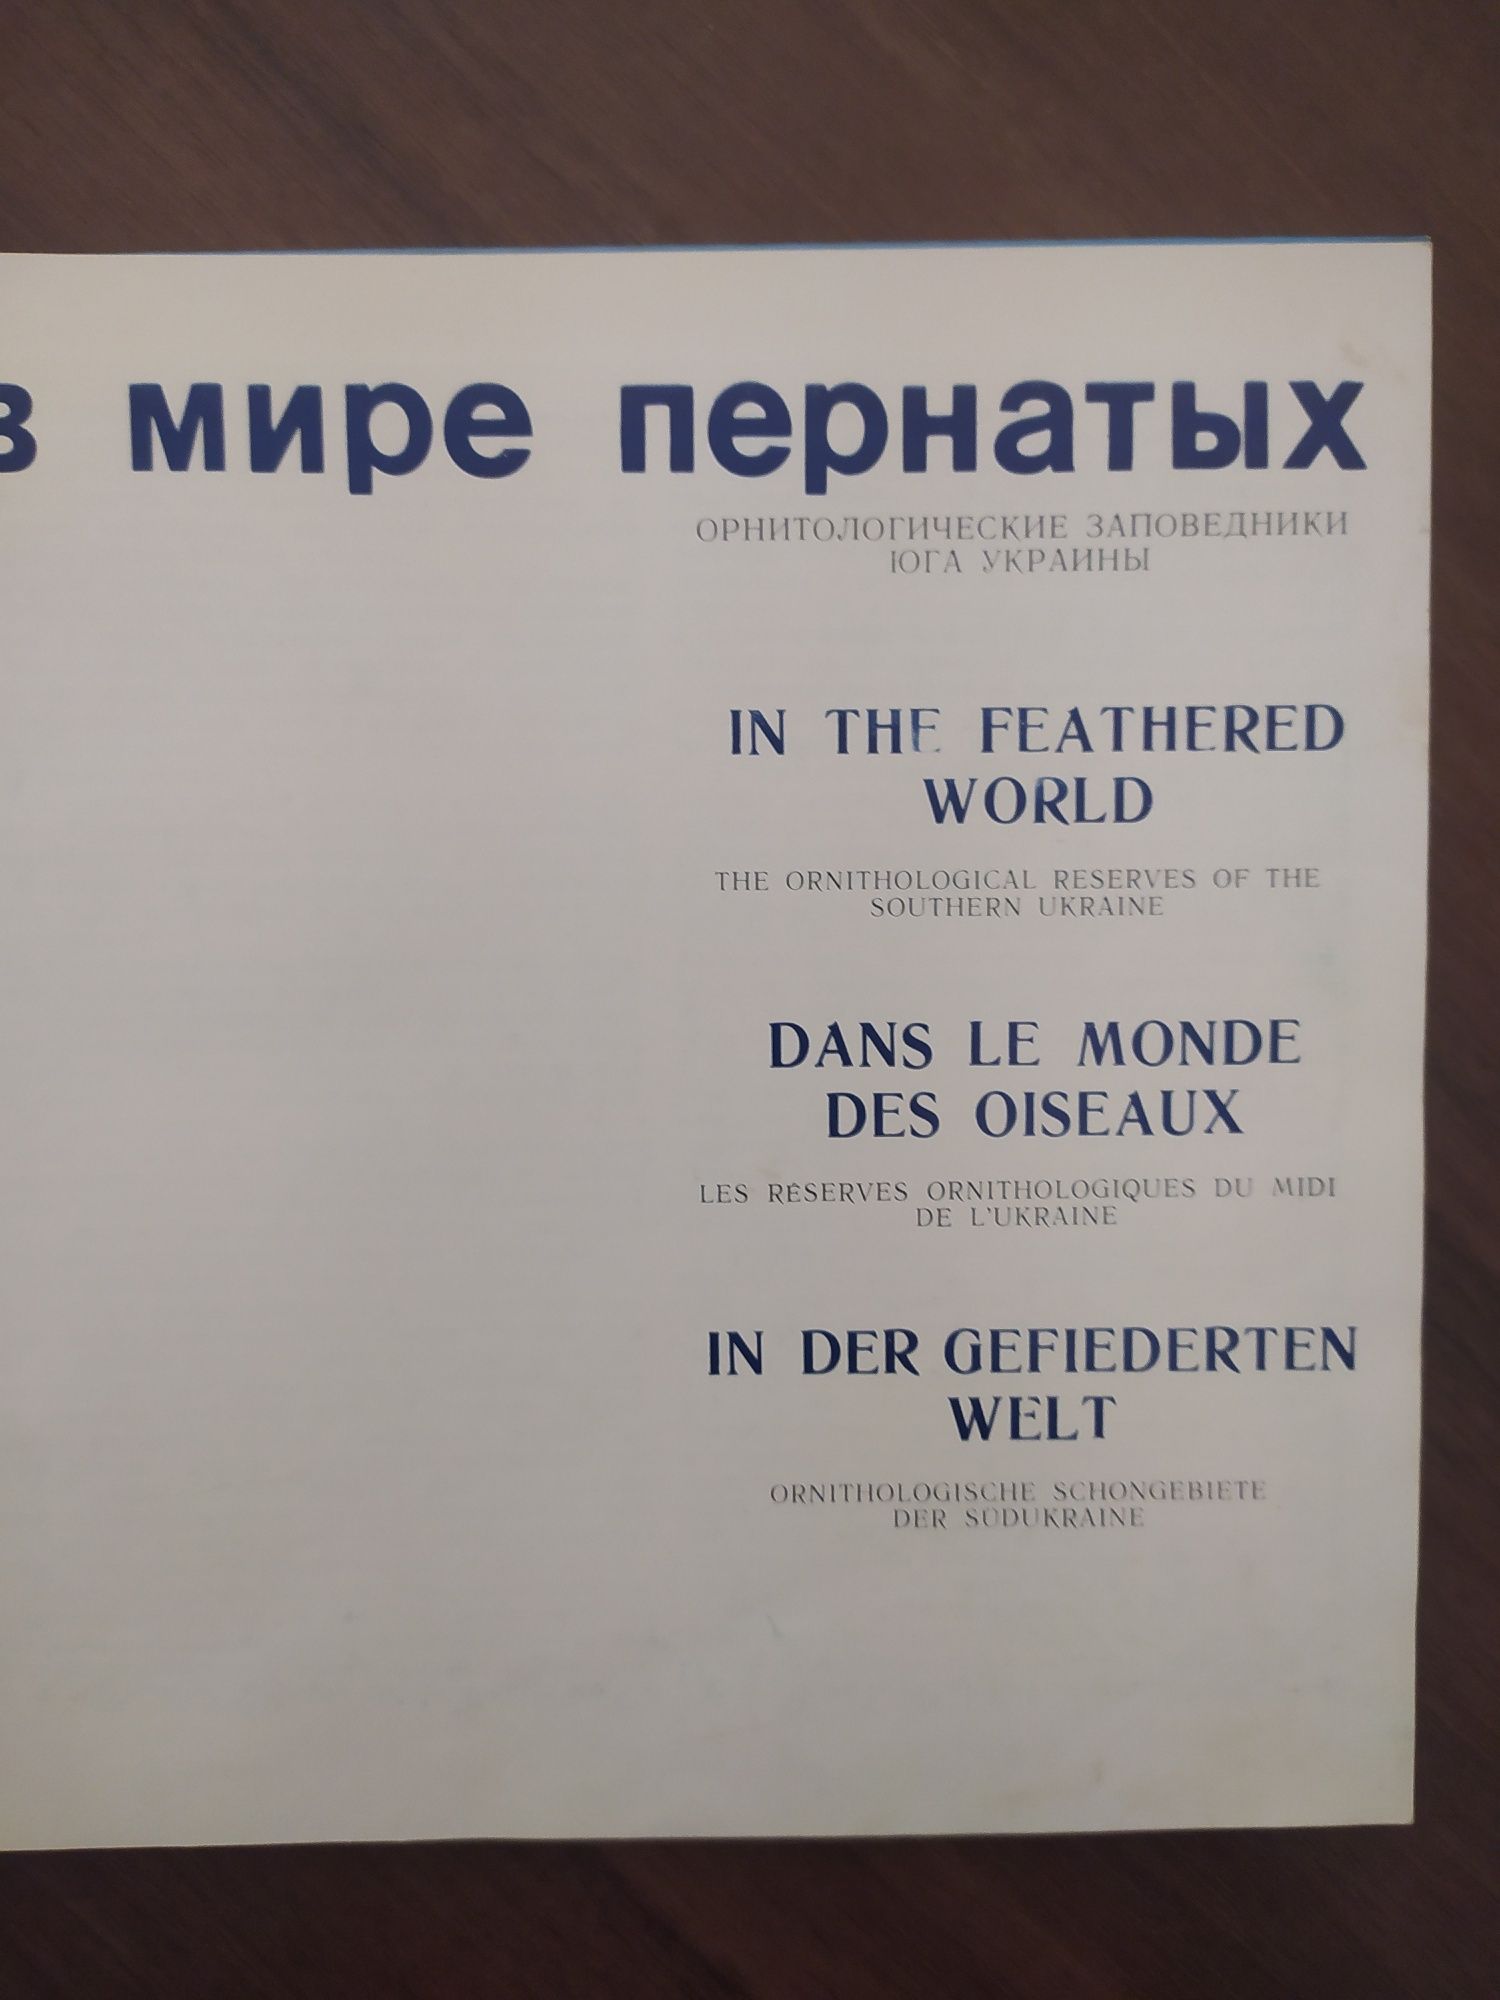 в мире пернатых
ОРНИТОЛОГИЧЕСКИЕ ЗАПОВЕДНИКИ
ЮГА УКРАИНЫ
IN THE FEATHERED
WORLD
THE ORNITHOLOGICAL RESERVES OF THE
SOUTHERN UKRAINE
DANS LE MONDE
DES OISEAUX
LES RÉSERVES ORNITHOLOGIQUES DU MIDI
DE L'UKRAINE
IN DER GEFIEDERTEN
WELT
ORNITHOLOGISCHE SCHONGEBIETE
DER SÜDUKRAINE